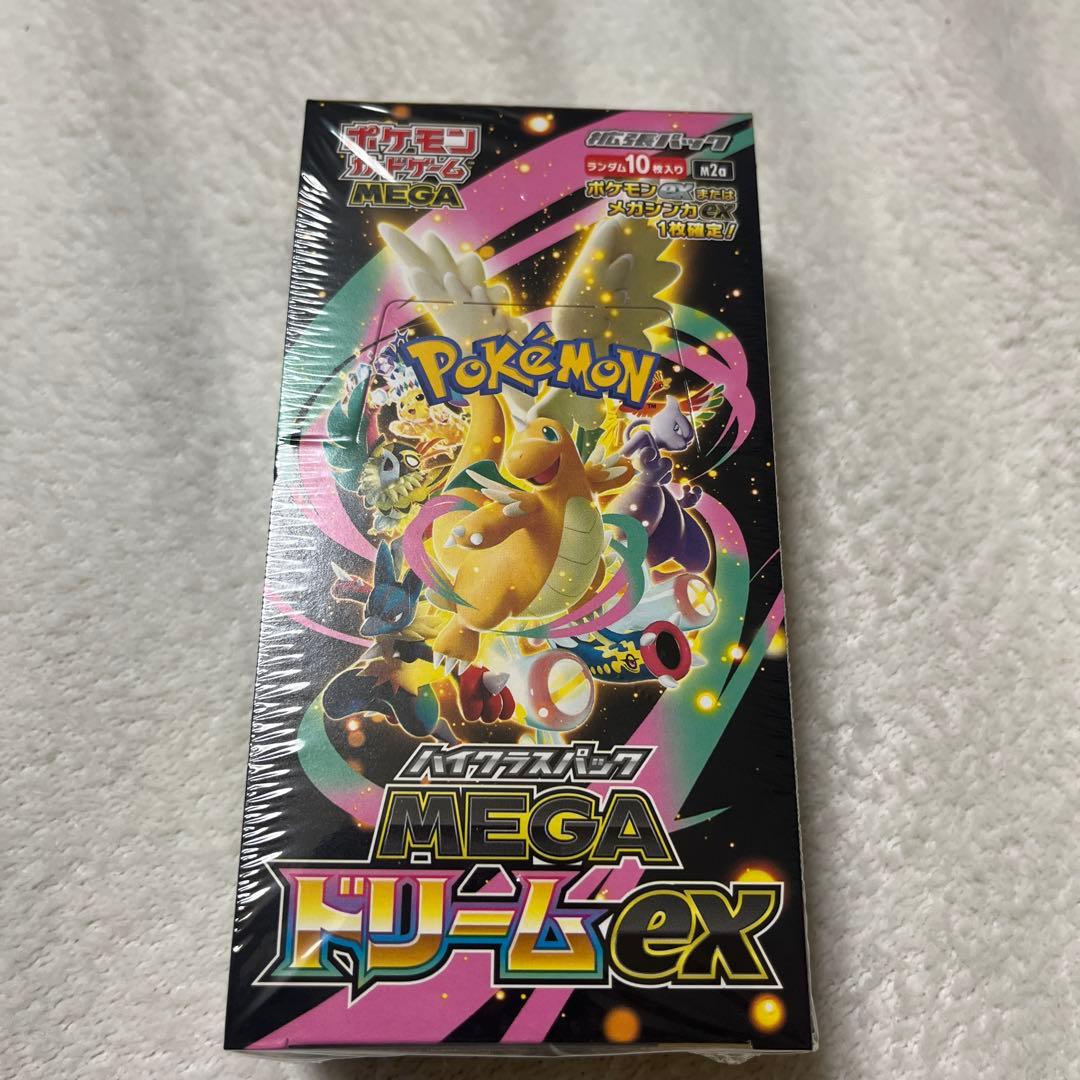 ポケモン
カードゲーム
MEGA
拡張パック
ランダム10枚入り M2a
ポケモンexまたは
メガシンカex
1枚確定！
POKéMON
TM
ハイクラスパック
MEGA
ドリームex